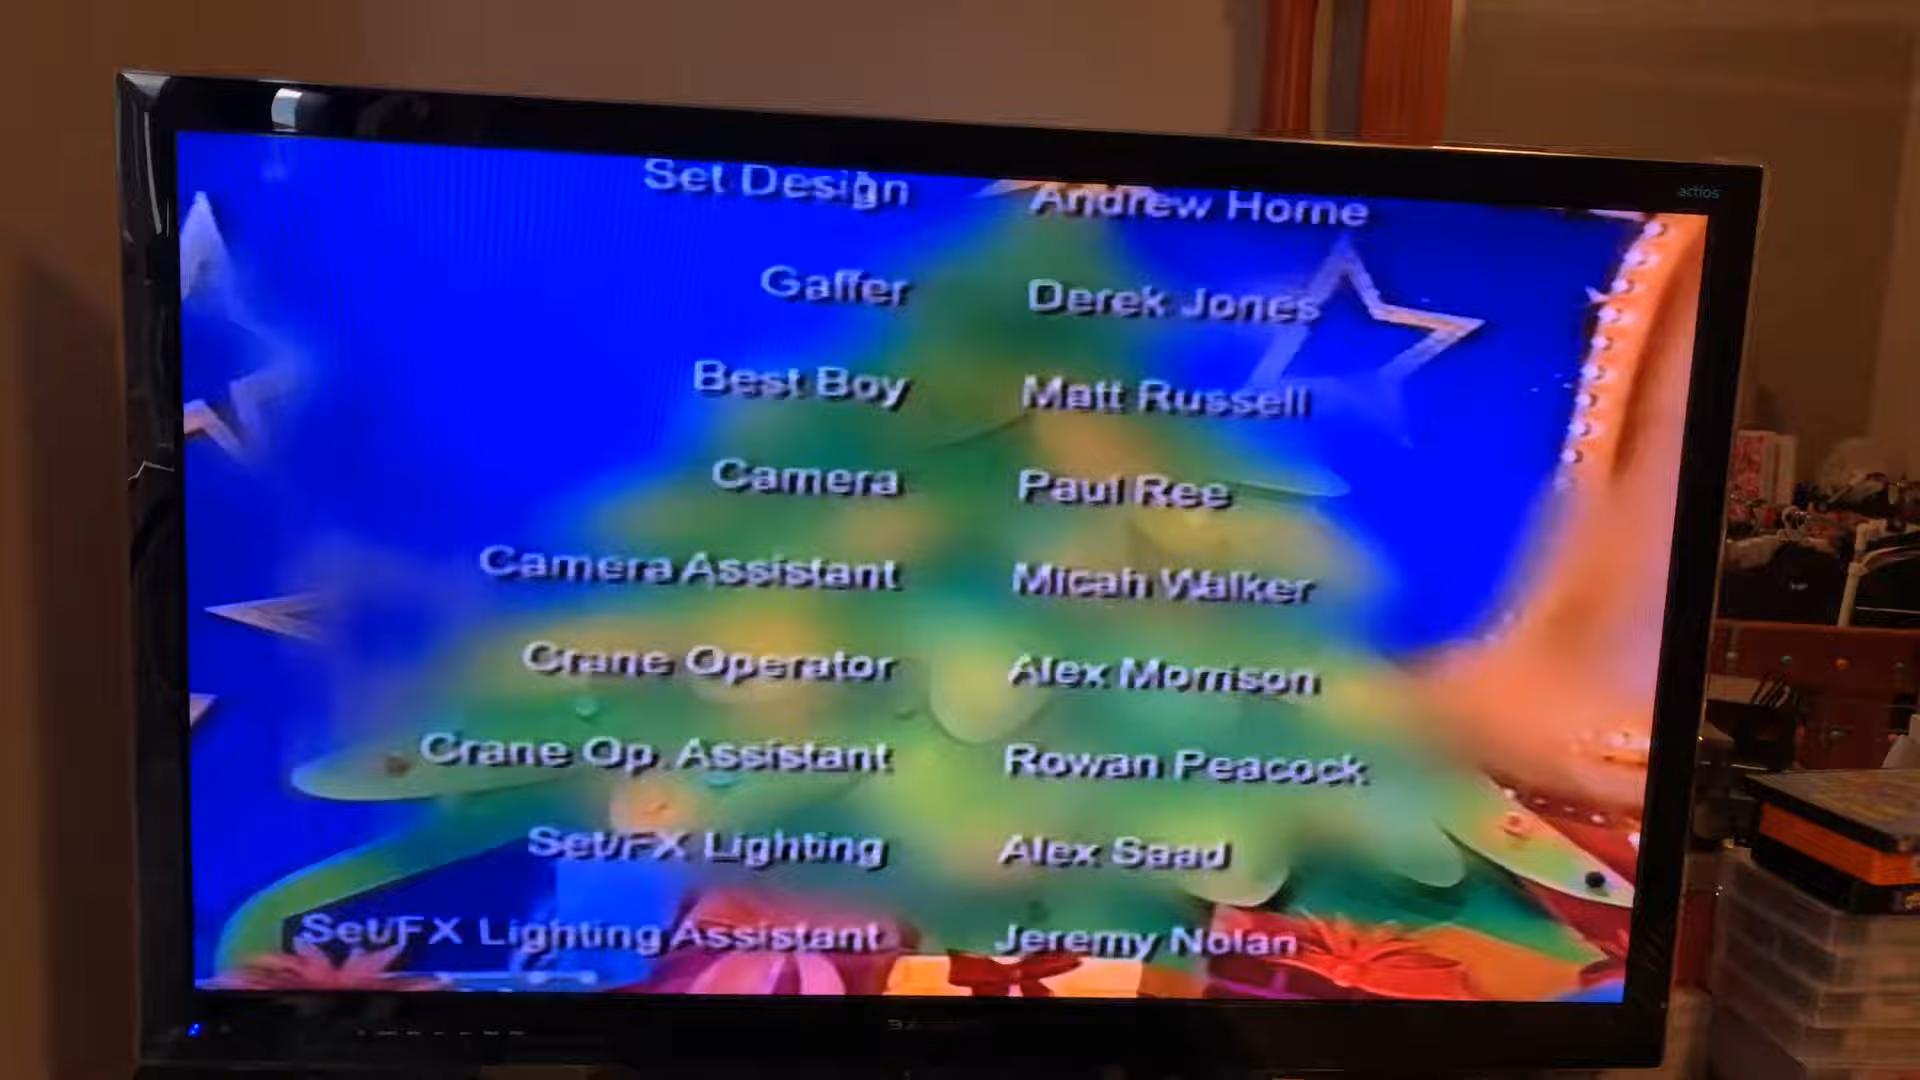 actios
Set Design Andrew Horne
Gaffer Derek Jones
Best Boy Matt Russell
Camera Paul Ree
Camera Assistant Micah Walker
Crane Operator Alex Morrison
Crane Op. Assistant Rowan Peacock
Set/FX Lighting Alex Saad
Set/FX Lighting Assistant Jeremy Nolan